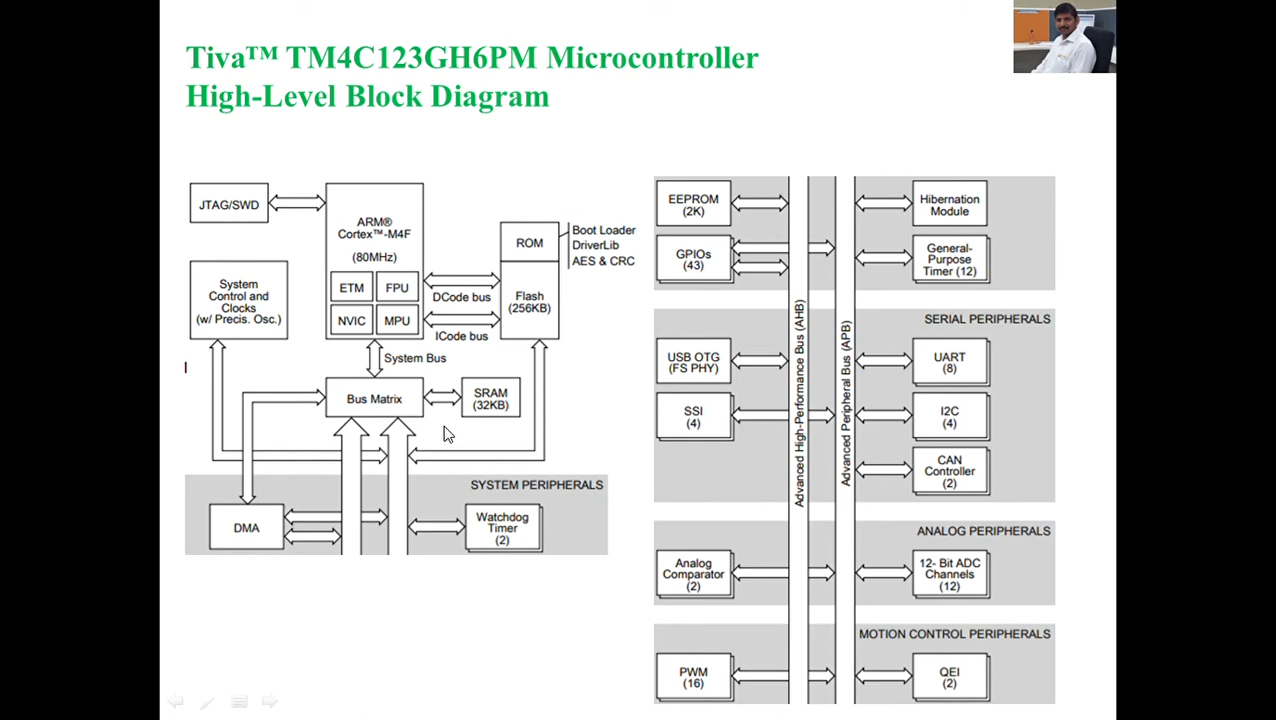 Tiva™ TM4C123GH6PM Microcontroller
High-Level Block Diagram
JTAG/SWD
ARM®
Cortex™-M4F
(80MHz)
ETM
FPU
NVIC
MPU
System
Control and
Clocks
(w/ Precis. Osc.)
ROM
Boot Loader
DriverLib
AES & CRC
Flash
(256KB)
DCode bus
ICode bus
System Bus
Bus Matrix
SRAM
(32KB)
SYSTEM PERIPHERALS
DMA
Watchdog
Timer
(2)
EEPROM
(2K)
GPIOs
(43)
Hibernation
Module
General-
Purpose
Timer (12)
Advanced High-Performance Bus (AHB)
Advanced Peripheral Bus (APB)
SERIAL PERIPHERALS
USB OTG
(FS PHY)
SSI
(4)
UART
(8)
I2C
(4)
CAN
Controller
(2)
ANALOG PERIPHERALS
Analog
Comparator
(2)
12- Bit ADC
Channels
(12)
MOTION CONTROL PERIPHERALS
PWM
(16)
QEI
(2)